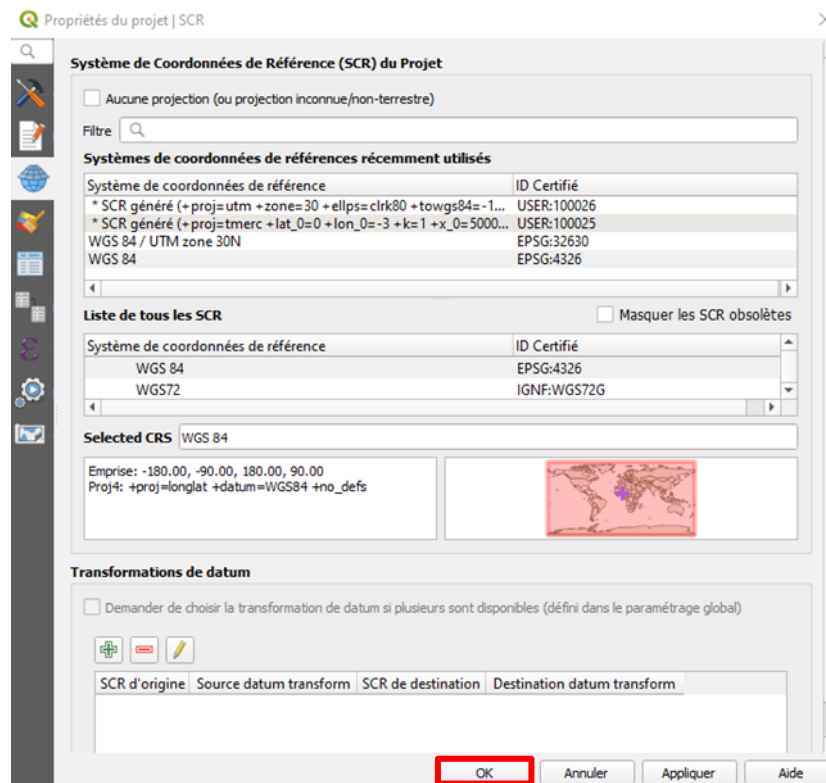 Propriétés du projet | SCR
Système de Coordonnées de Référence (SCR) du Projet
Aucune projection (ou projection inconnue/non-terrestre)
Filtre
Systèmes de coordonnées de références récemment utilisés
Système de coordonnées de référence ID Certifié
* SCR généré (+proj=utm +zone=30 +ellps=clrk80 +towgs84=-1... USER:100026
* SCR généré (+proj=tmerc +lat_0=0 +lon_0=-3 +k=1 +x_0=5000... USER:100025
WGS 84 / UTM zone 30N EPSG:32630
WGS 84 EPSG:4326
Liste de tous les SCR Masquer les SCR obsolètes
Système de coordonnées de référence ID Certifié
WGS 84 EPSG:4326
WGS72 IGNF:WGS72G
Selected CRS WGS 84
Emprise: -180.00, -90.00, 180.00, 90.00
Proj4: +proj=longlat +datum=WGS84 +no_defs
Transformations de datum
Demander de choisir la transformation de datum si plusieurs sont disponibles (défini dans le paramétrage global)
SCR d'origine Source datum transform SCR de destination Destination datum transform
OK Annuler Appliquer Aide